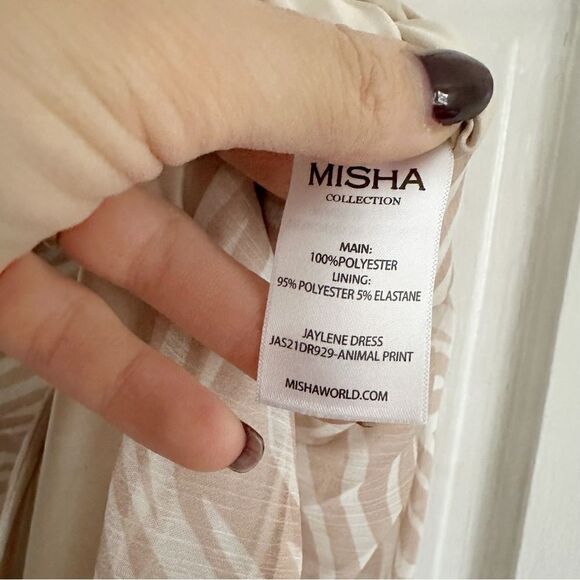 MISHA
COLLECTION
MAIN:
100%POLYESTER
LINING:
95% POLYESTER 5% ELASTANE
JAYLENE DRESS
JAS21DR929-ANIMAL PRINT
MISHAWORLD.COM